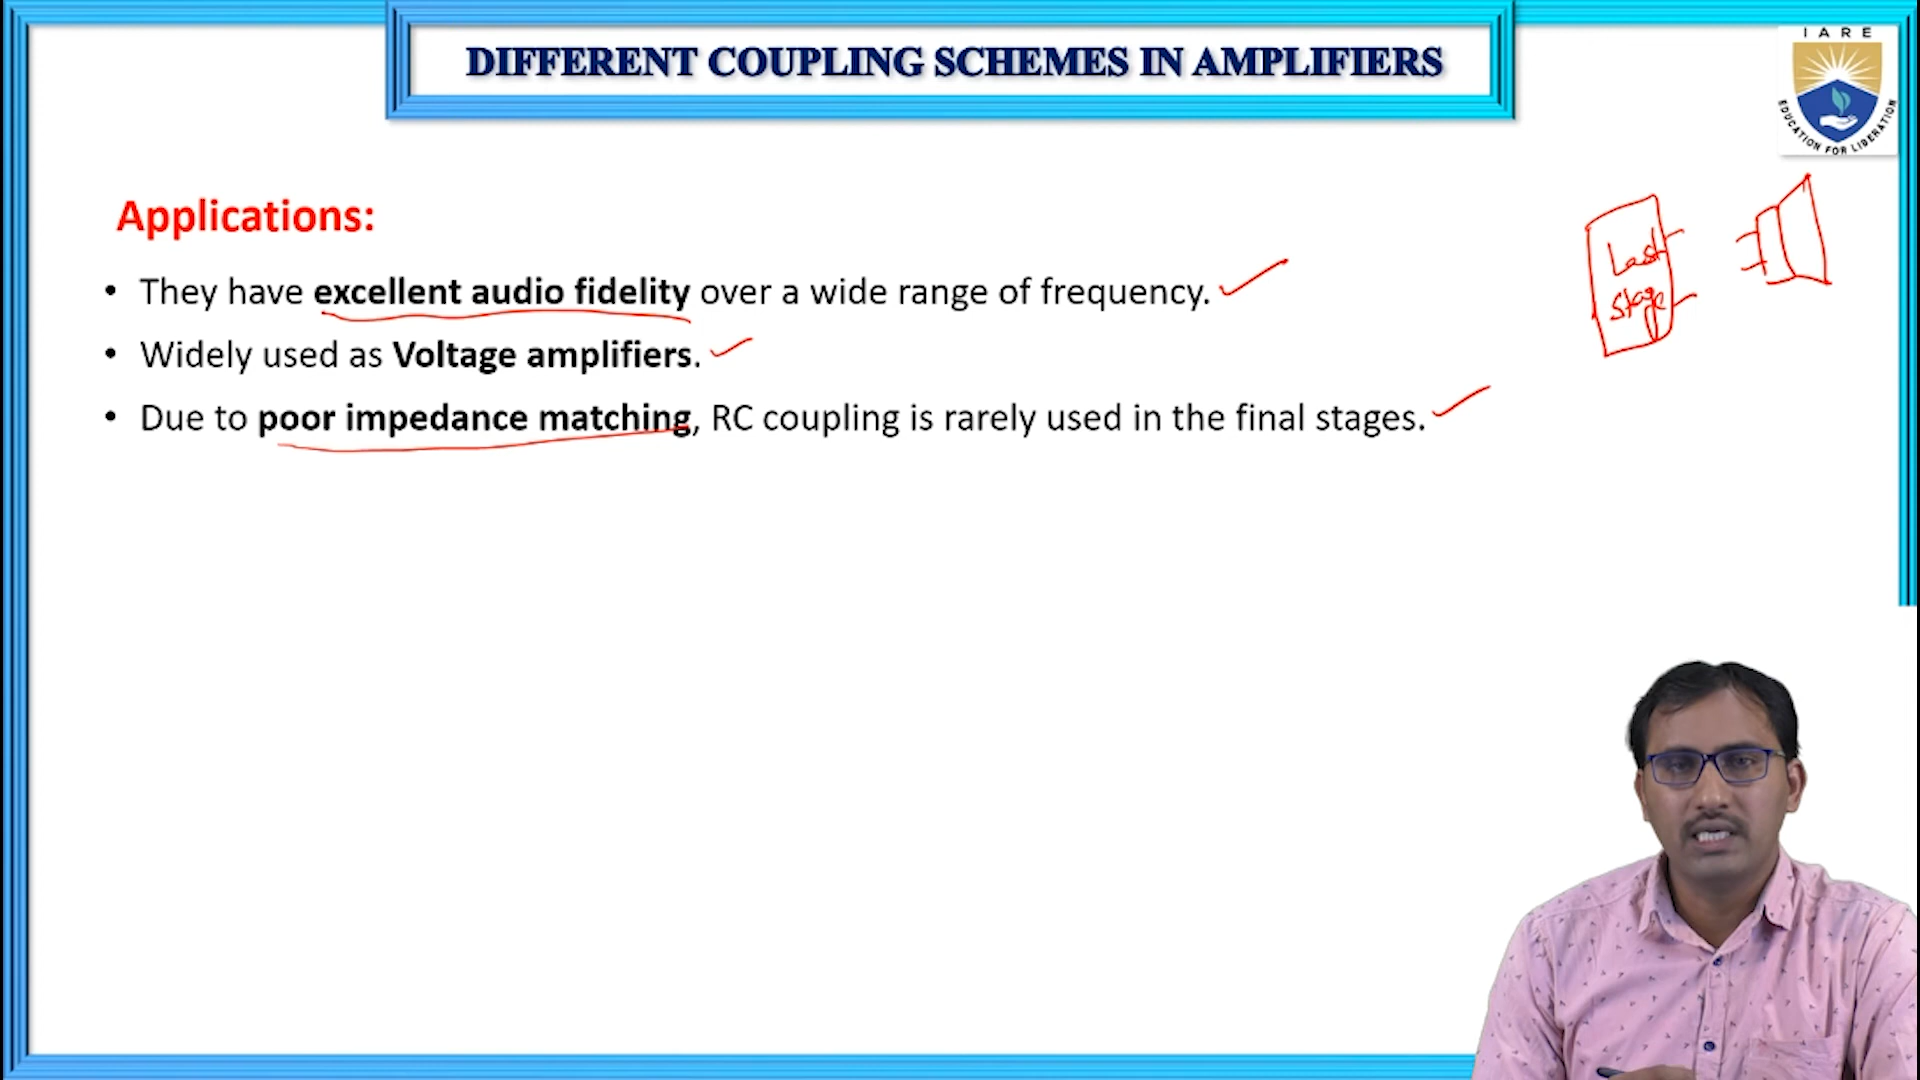 DIFFERENT COUPLING SCHEMES IN AMPLIFIERS
IARE
EDUCATION FOR LIBERATION
Applications:
• They have excellent audio fidelity over a wide range of frequency.
• Widely used as Voltage amplifiers.
• Due to poor impedance matching, RC coupling is rarely used in the final stages.
Last
Stage